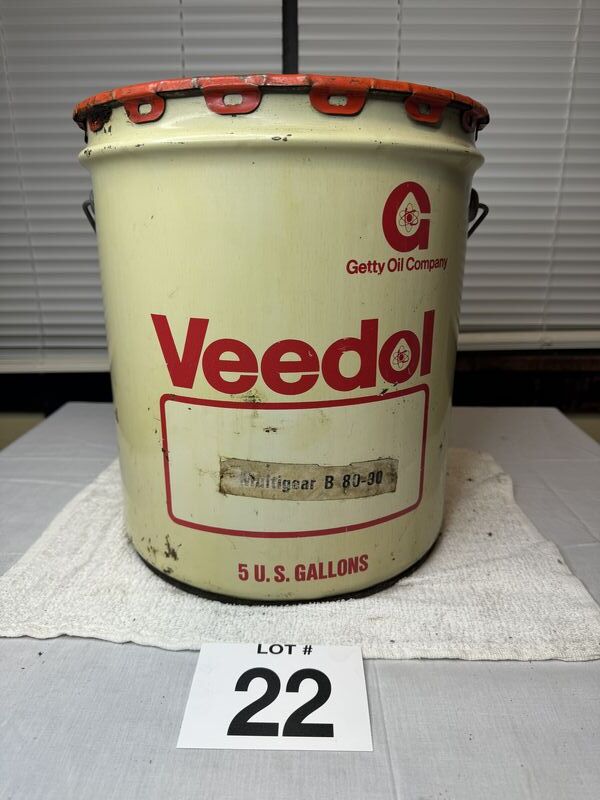 G
Getty Oil Company
Veedol
Multigear B 80-90
5 U.S. GALLONS
LOT #
22